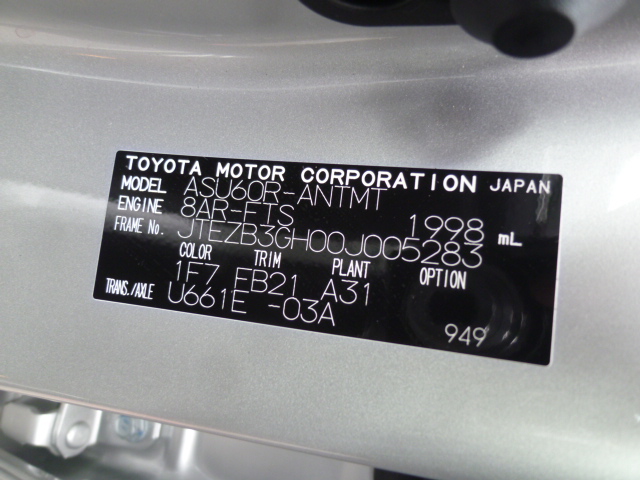 TOYOTA MOTOR CORPORATION JAPAN
MODEL ASU60R-ANTMT
ENGINE 8AR-FTS 1998 mL
FRAME No. JTEZB3GH00J005283
COLOR TRIM PLANT OPTION
1F7 EB21 A31
TRANS./AXLE U661E -03A
949